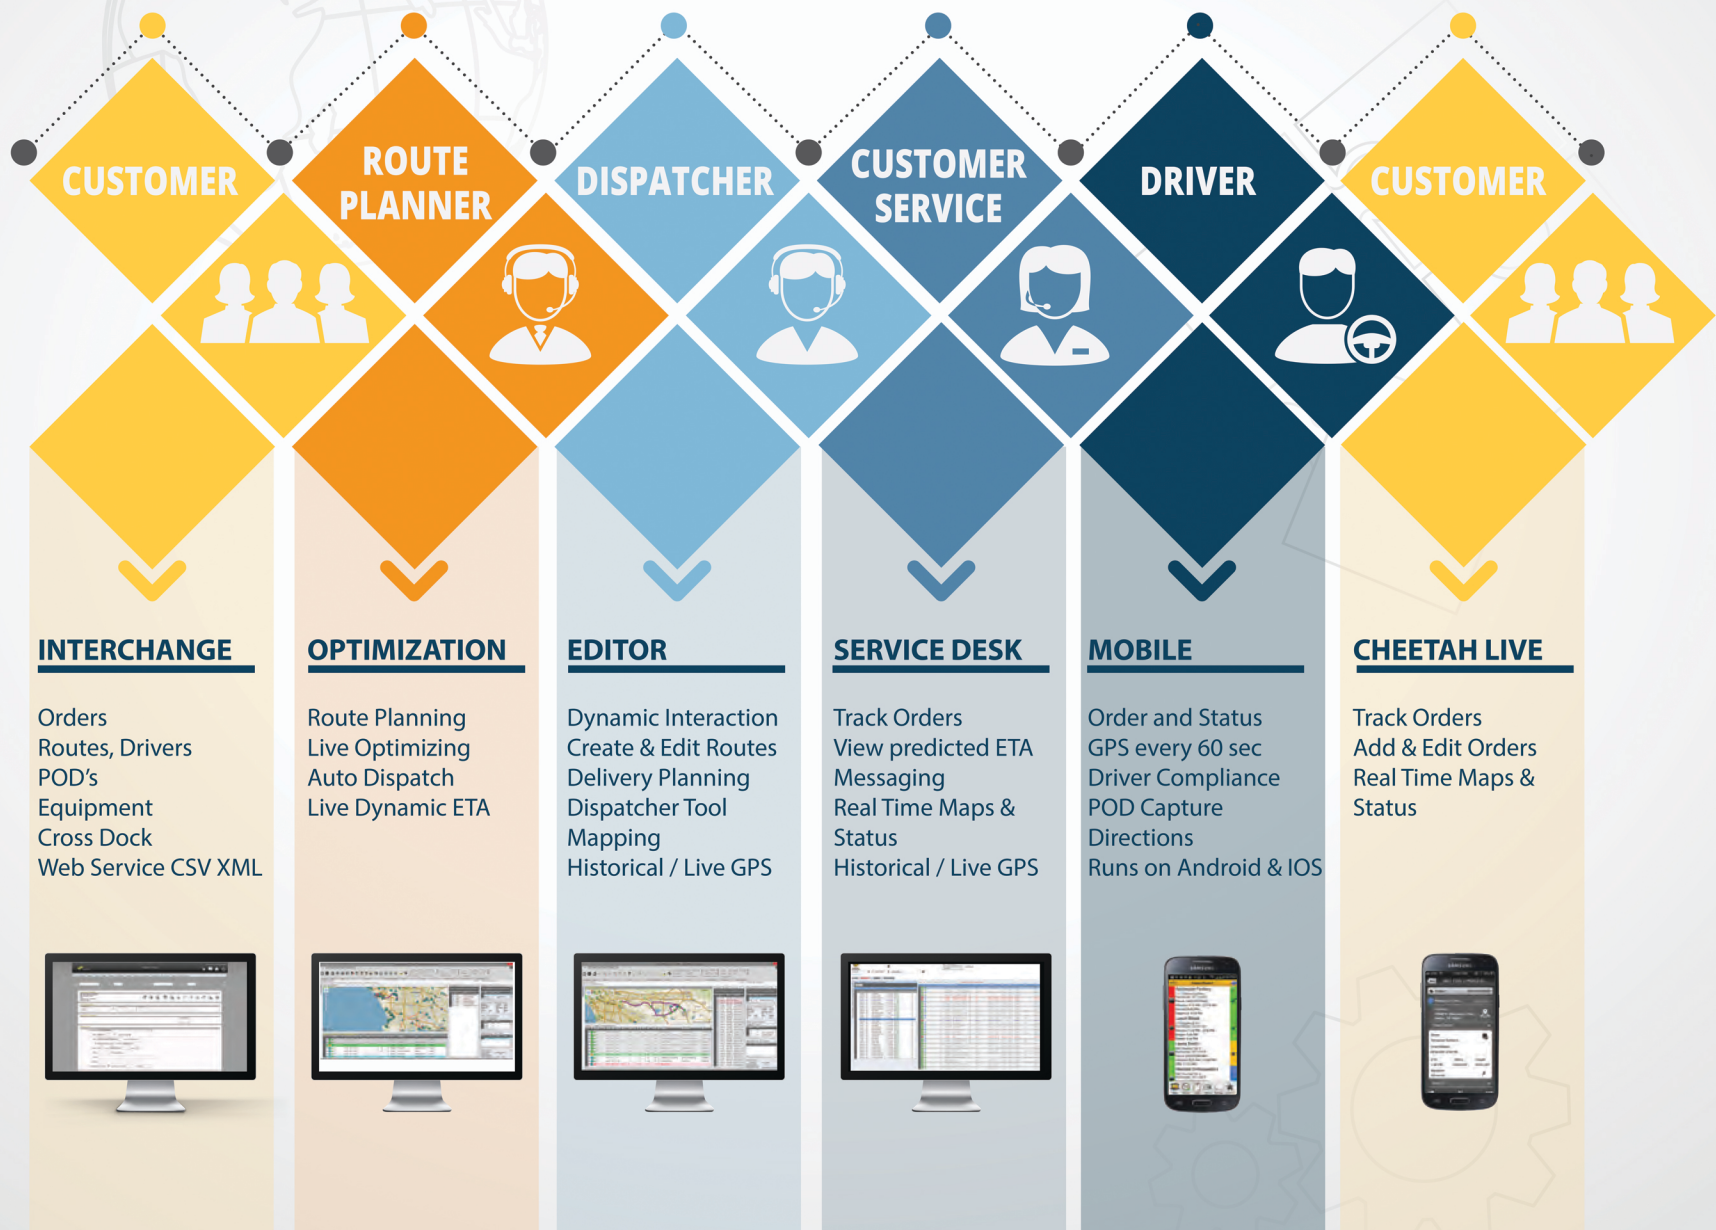 CUSTOMER
ROUTE
PLANNER
DISPATCHER
CUSTOMER
SERVICE
DRIVER
CUSTOMER
INTERCHANGE
Orders
Routes, Drivers
POD's
Equipment
Cross Dock
Web Service CSV XML
OPTIMIZATION
Route Planning
Live Optimizing
Auto Dispatch
Live Dynamic ETA
EDITOR
Dynamic Interaction
Create & Edit Routes
Delivery Planning
Dispatcher Tool
Mapping
Historical / Live GPS
SERVICE DESK
Track Orders
View predicted ETA
Messaging
Real Time Maps &
Status
Historical / Live GPS
MOBILE
Order and Status
GPS every 60 sec
Driver Compliance
POD Capture
Directions
Runs on Android & IOS
CHEETAH LIVE
Track Orders
Add & Edit Orders
Real Time Maps &
Status
SAMSUNG
SAMSUNG